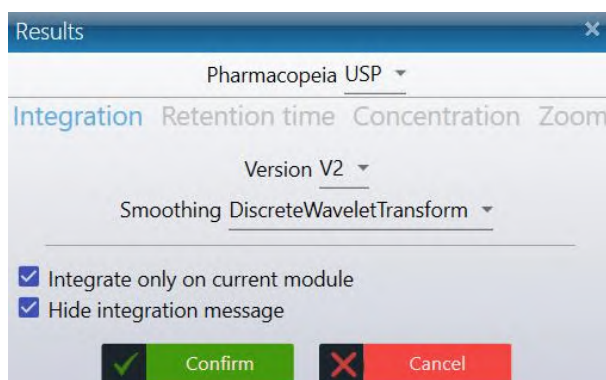 Results
Pharmacopeia USP
Integration Retention time Concentration Zoom
Version V2
Smoothing DiscreteWaveletTransform
Integrate only on current module
Hide integration message
Confirm Cancel